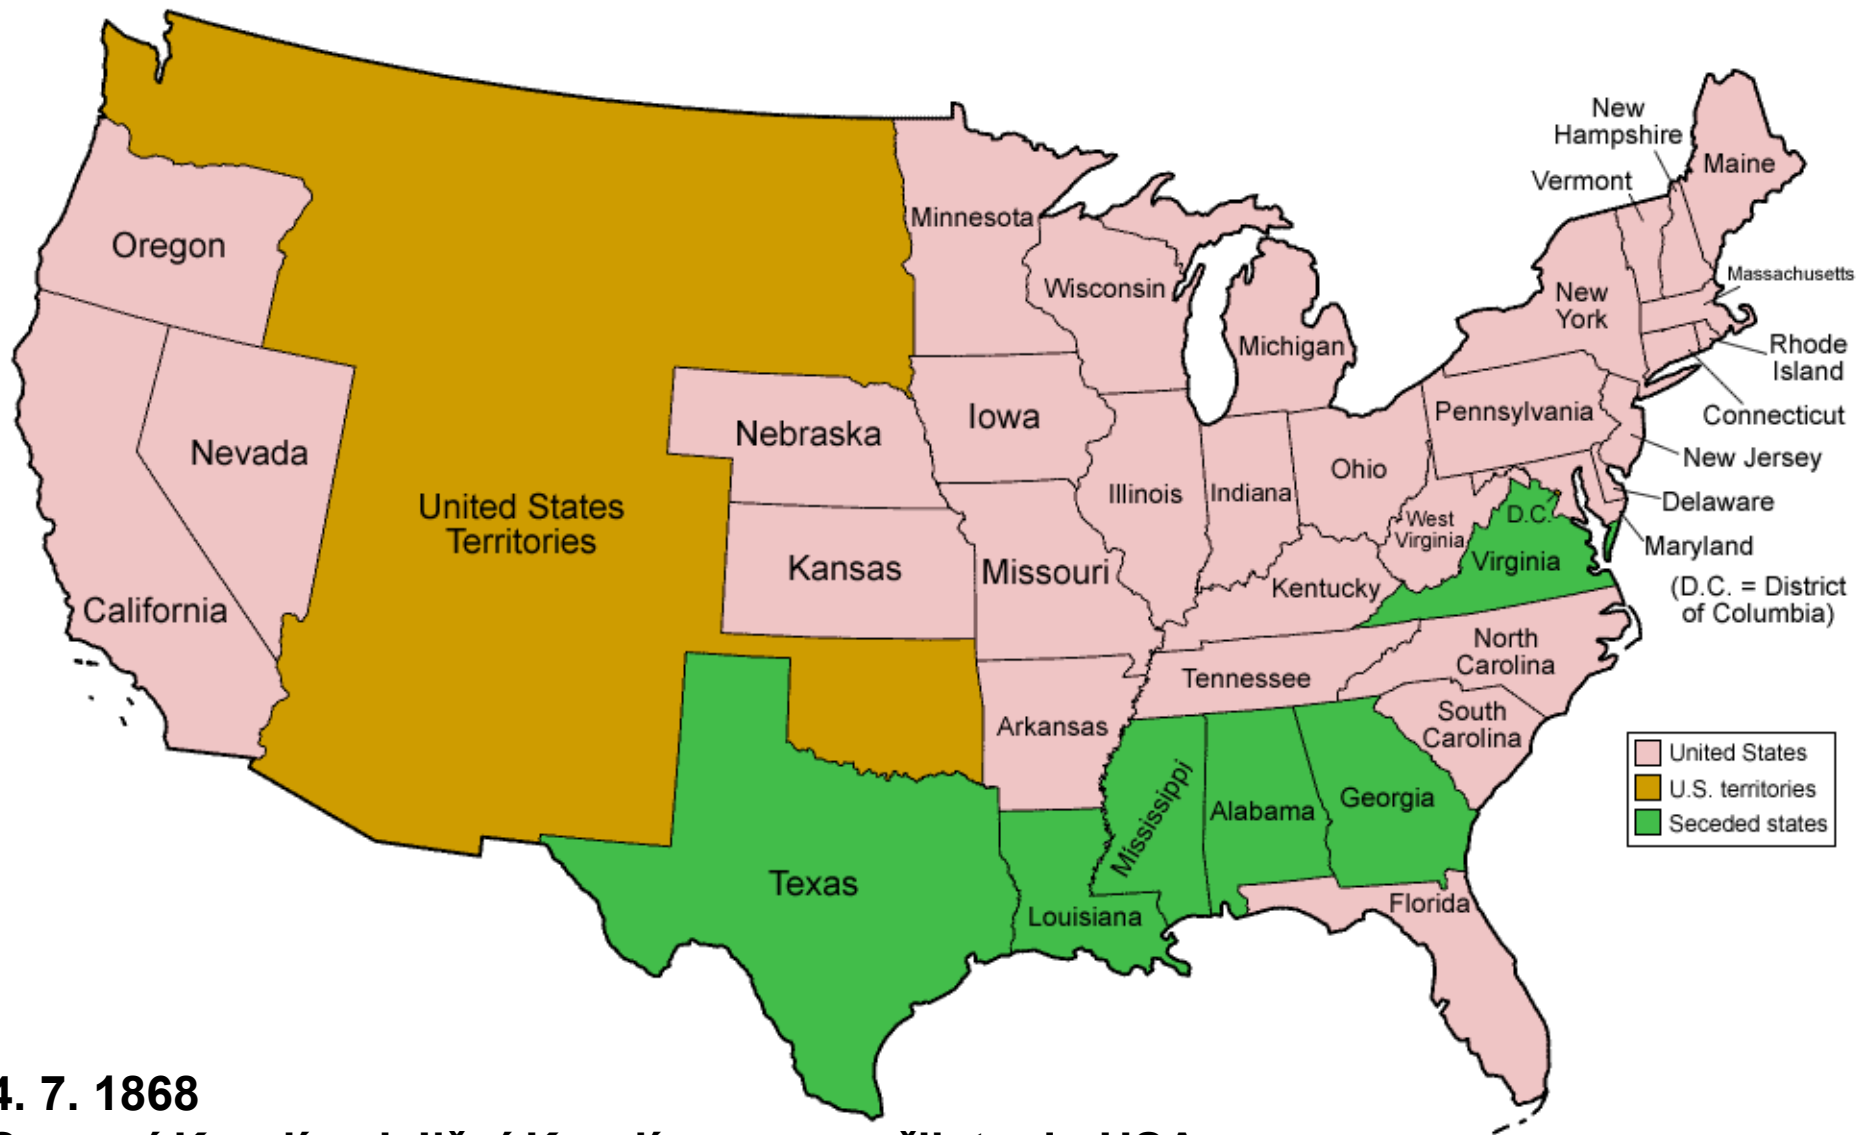 New
Hampshire
Maine
Vermont
Minnesota
Oregon
Massachusetts
Wisconsin
New
York
Michigan
Rhode
Island
Connecticut
Pennsylvania
Iowa
Nebraska
Nevada
New Jersey
Ohio
Illinois
Indiana
Delaware
United States
Territories
D.C.
West
Virginia
Maryland
Virginia
Kansas
Missouri
Kentucky
(D.C. = District
of Columbia)
California
North
Carolina
Tennessee
South
Carolina
Arkansas
United States
U.S. territories
Seceded states
Mississippi
Alabama
Georgia
Texas
Louisiana
Florida
4. 7. 1868
USA